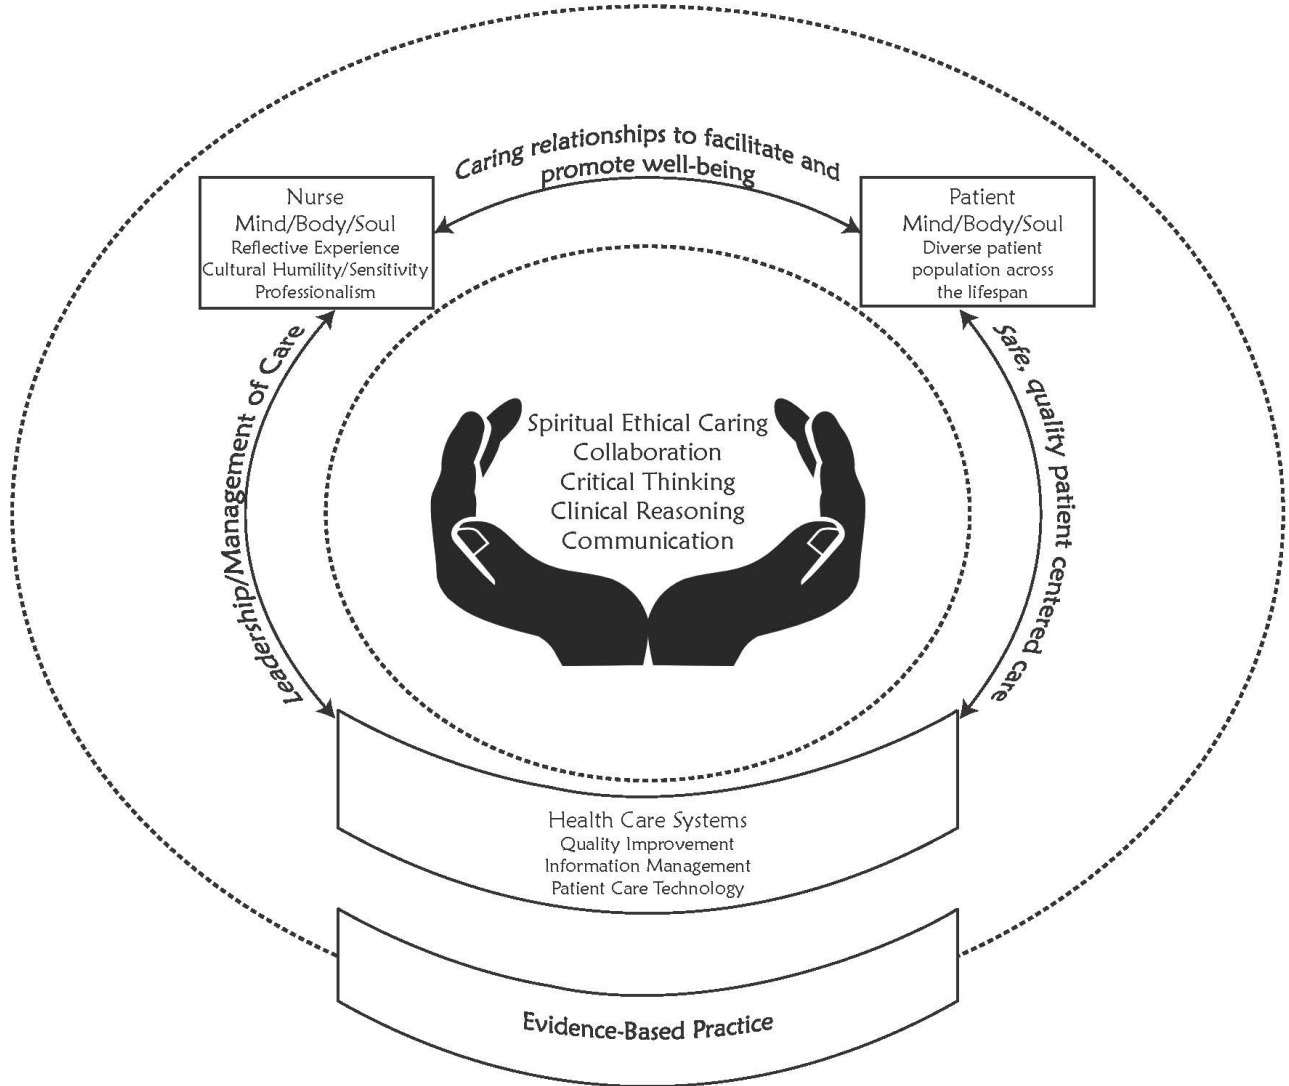 Caring relationships to facilitate and
promote well-being
Nurse
Mind/Body/Soul
Reflective Experience
Cultural Humility/Sensitivity
Professionalism
Patient
Mind/Body/Soul
Diverse patient
population across
the lifespan
Leadership/Management of Care
Safe, quality patient centered care
Spiritual Ethical Caring
Collaboration
Critical Thinking
Clinical Reasoning
Communication
Health Care Systems
Quality Improvement
Information Management
Patient Care Technology
Evidence-Based Practice